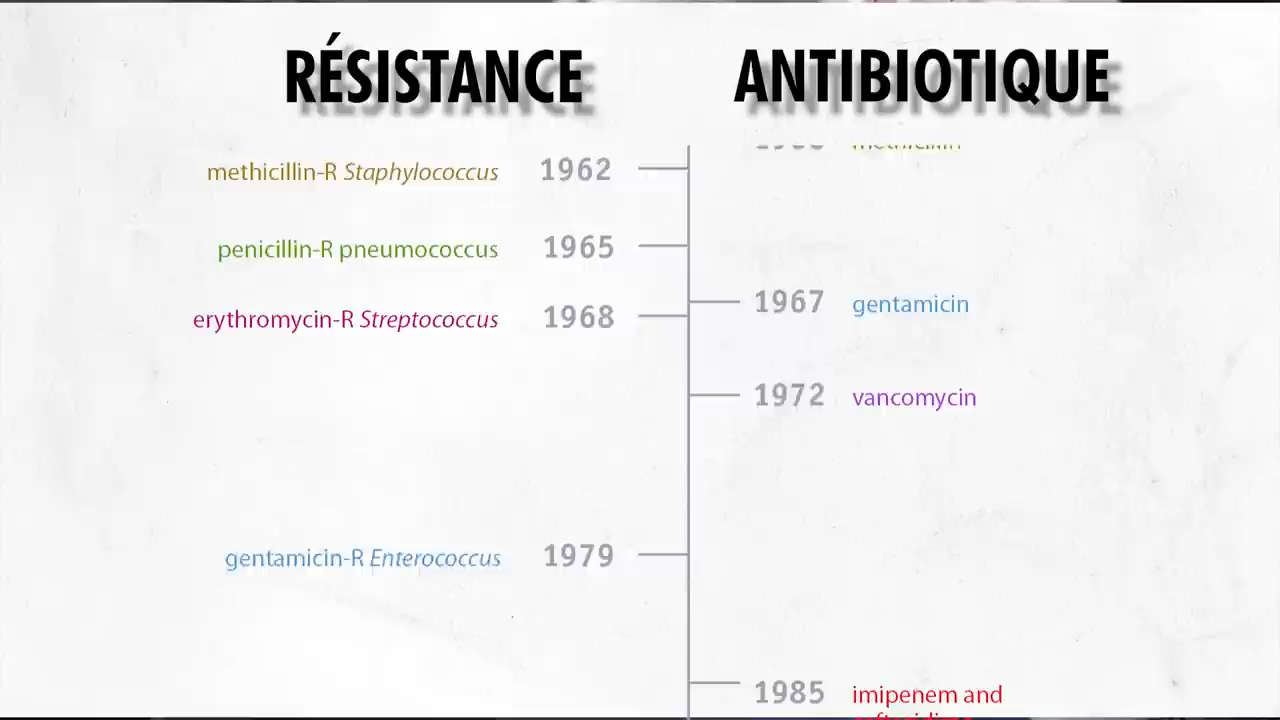 RÉSISTANCE ANTIBIOTIQUE
methicillin-R Staphylococcus 1962
penicillin-R pneumococcus 1965
1967 gentamicin
erythromycin-R Streptococcus 1968
1972 vancomycin
gentamicin-R Enterococcus 1979
1985 imipenem and